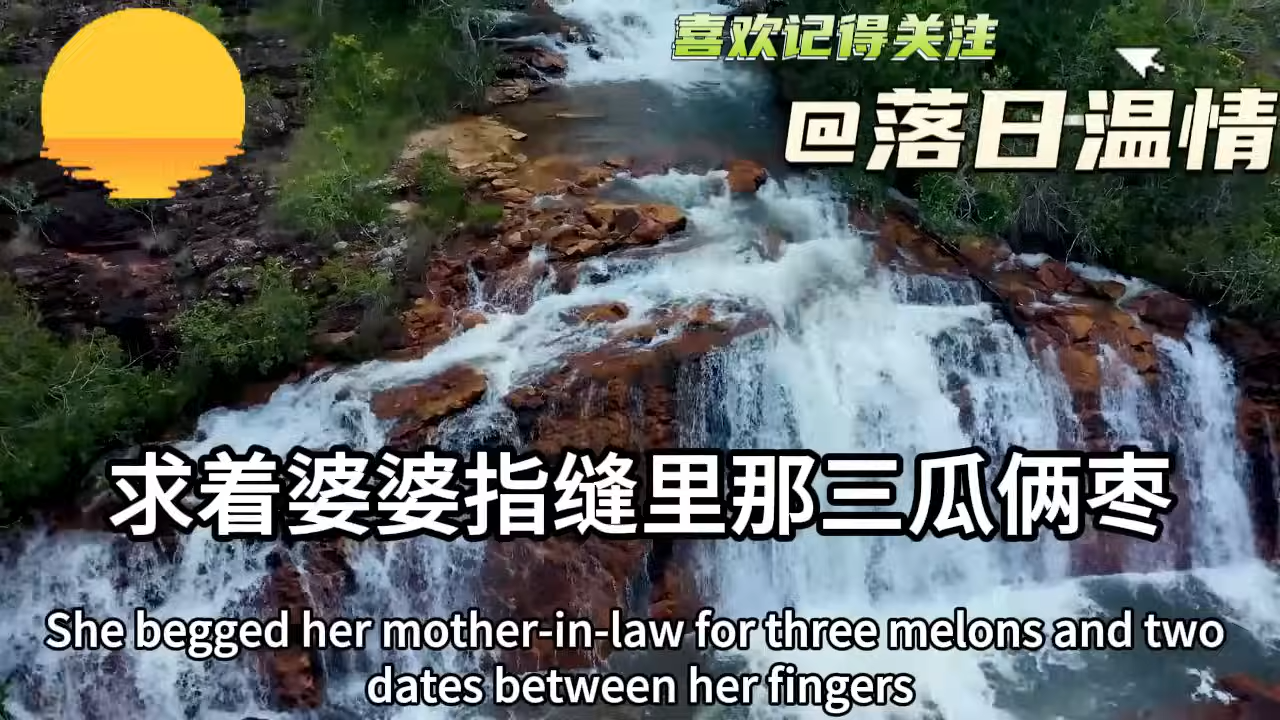 喜欢记得关注
@落日温情
求着婆婆指缝里那三瓜俩枣
She begged her mother-in-law for three melons and two
dates between her fingers